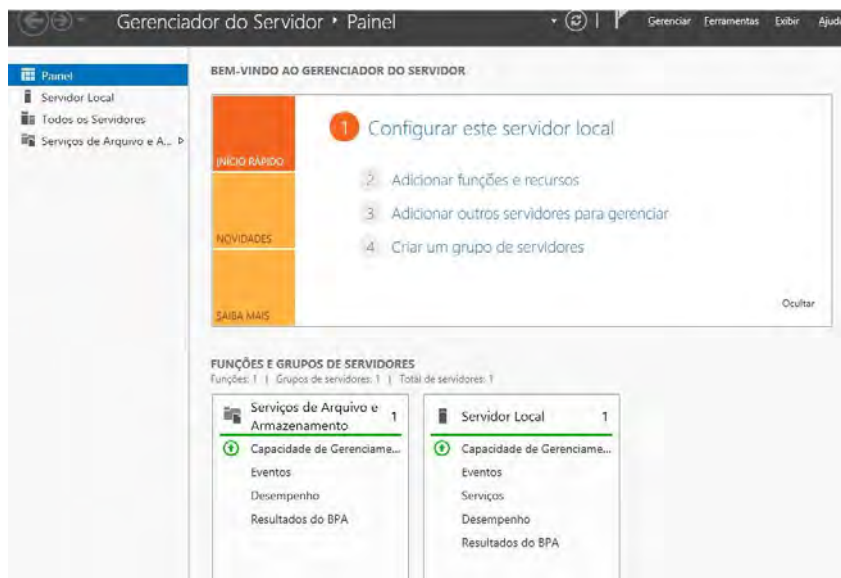 Gerenciador do Servidor • Painel
Gerenciar Ferramentas Exibir Ajuda
Painel
Servidor Local
Todos os Servidores
Serviços de Arquivo e A...
BEM-VINDO AO GERENCIADOR DO SERVIDOR
INÍCIO RÁPIDO
NOVIDADES
SAIBA MAIS
1 Configurar este servidor local
2 Adicionar funções e recursos
3 Adicionar outros servidores para gerenciar
4 Criar um grupo de servidores
Ocultar
FUNÇÕES E GRUPOS DE SERVIDORES
Funções: 1 | Grupos de servidores: 1 | Total de servidores: 1
Serviços de Arquivo e
Armazenamento 1
Capacidade de Gerenciame...
Eventos
Desempenho
Resultados do BPA
Servidor Local 1
Capacidade de Gerenciame...
Eventos
Serviços
Desempenho
Resultados do BPA